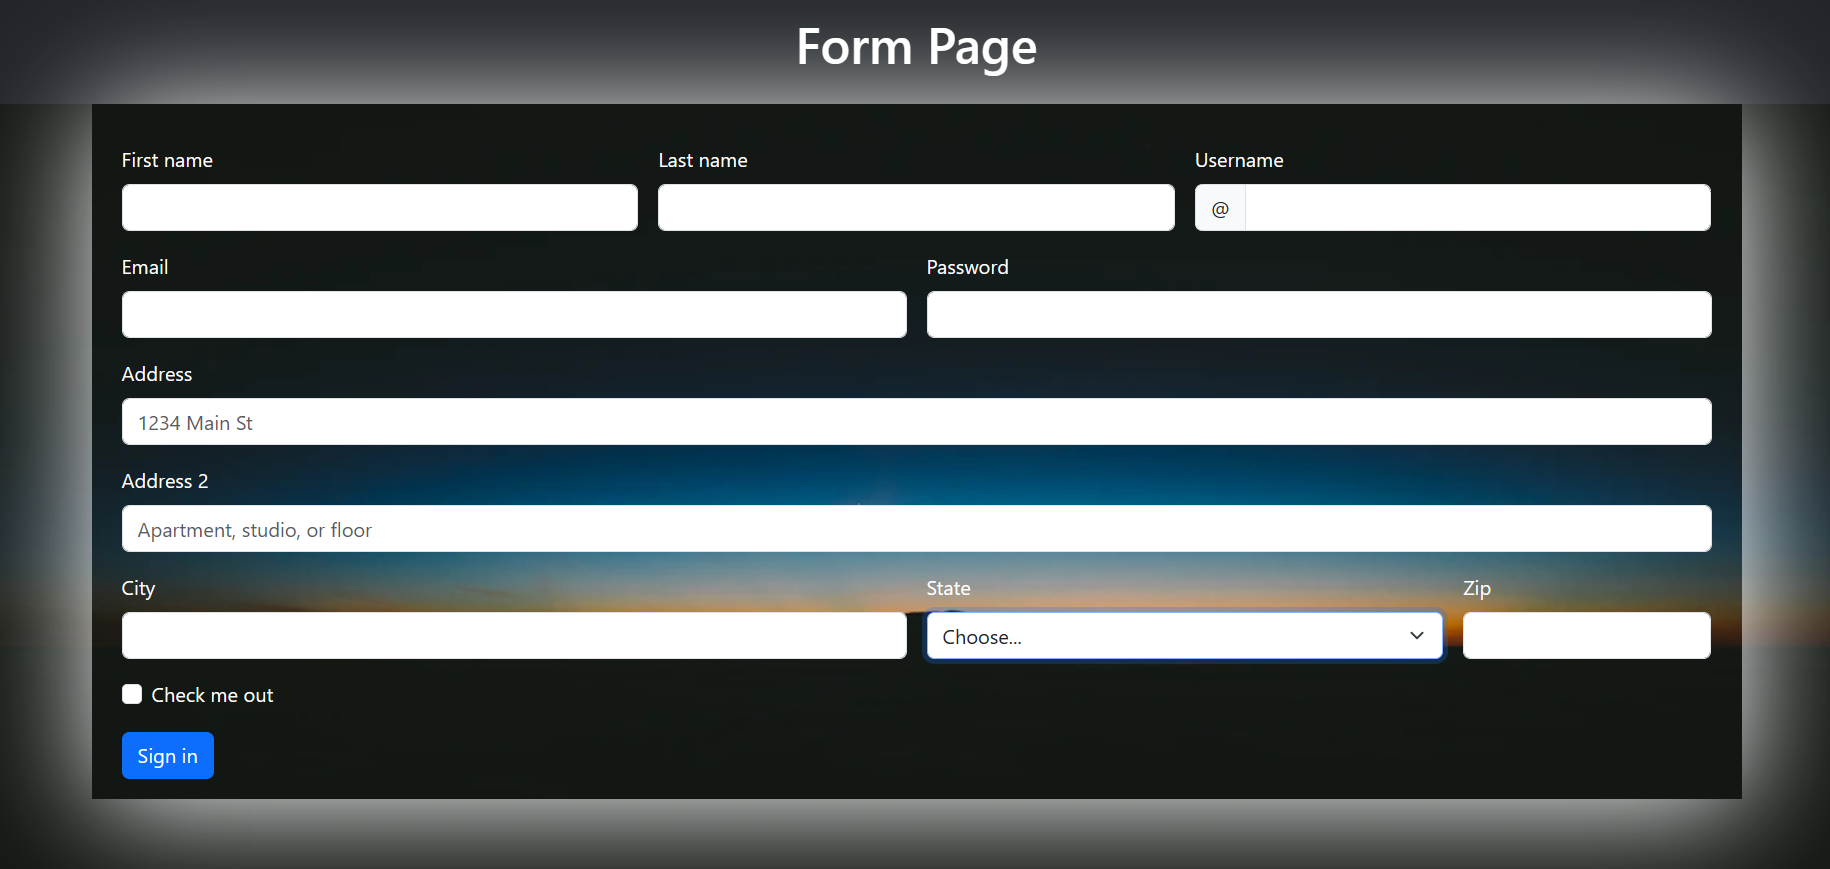 Form Page
First name Last name Username
@
Email Password
Address
1234 Main St
Address 2
Apartment, studio, or floor
City State Zip
Choose...
Check me out
Sign in